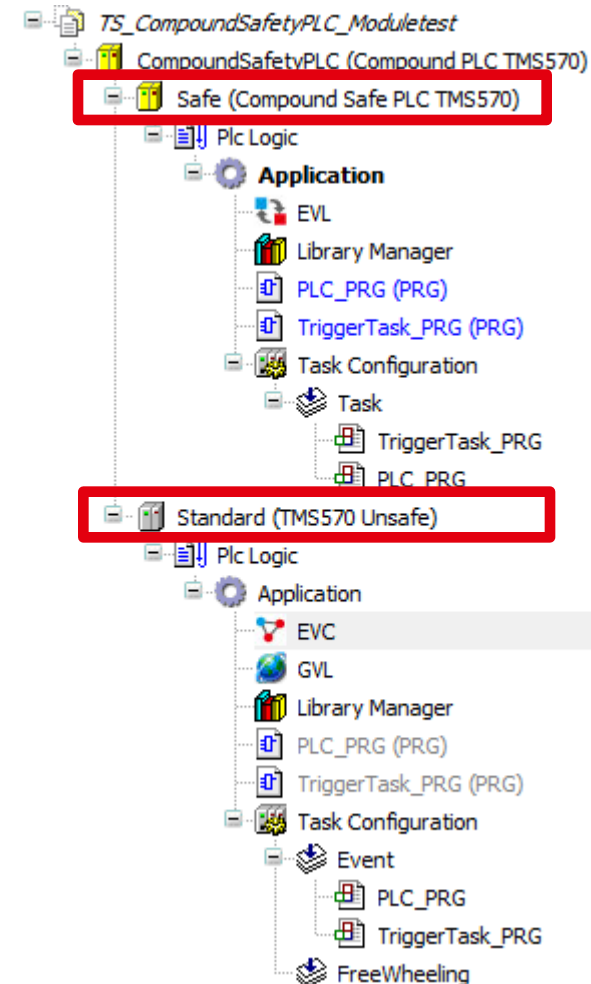 TS_CompoundSafetyPLC_Moduletest
CompoundSafetyPLC (Compound PLC TMS570)
Safe (Compound Safe PLC TMS570)
Plc Logic
Application
EVL
Library Manager
PLC_PRG (PRG)
TriggerTask_PRG (PRG)
Task Configuration
Task
TriggerTask_PRG
PLC_PRG
Standard (TMS570 Unsafe)
Plc Logic
Application
EVC
GVL
Library Manager
PLC_PRG (PRG)
TriggerTask_PRG (PRG)
Task Configuration
Event
PLC_PRG
TriggerTask_PRG
FreeWheeling